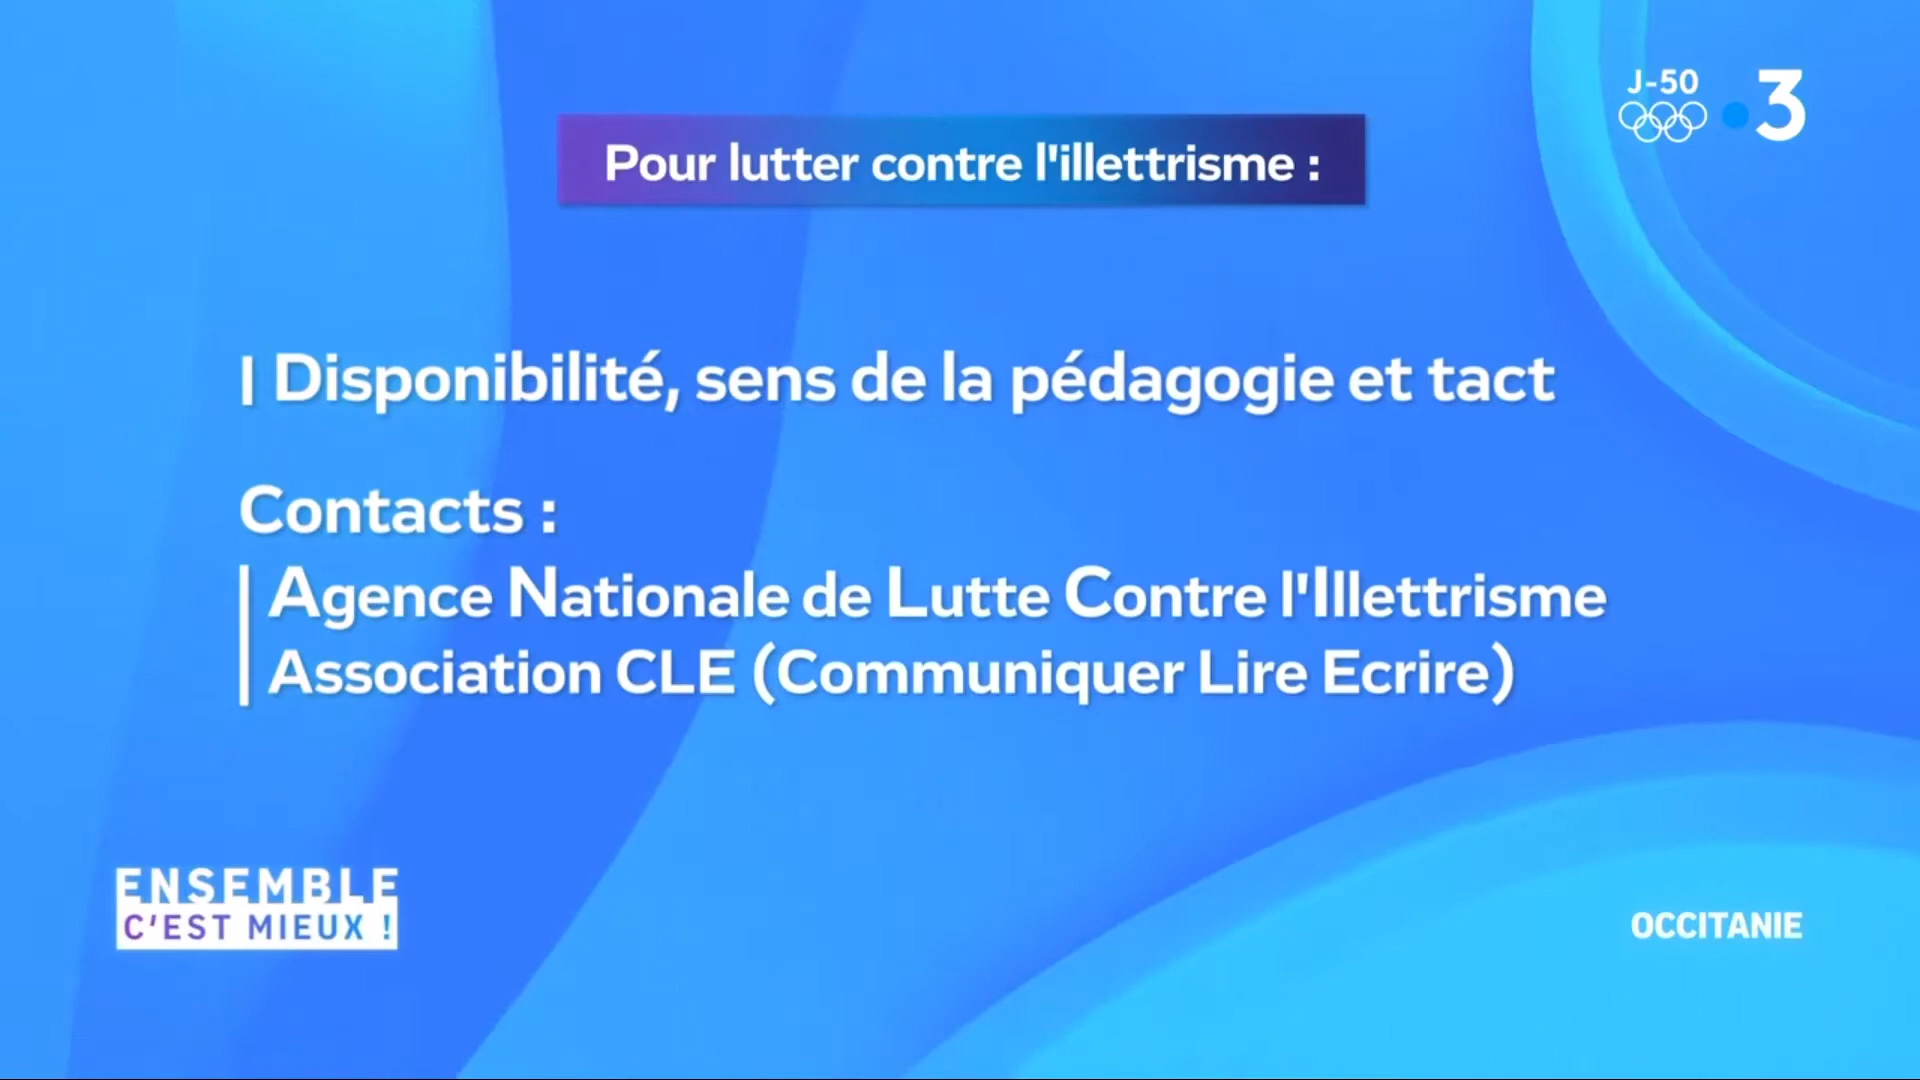 J-50
3
Pour lutter contre l'illettrisme :
| Disponibilité, sens de la pédagogie et tact
Contacts :
Agence Nationale de Lutte Contre l'Illettrisme
Association CLE (Communiquer Lire Ecrire)
ENSEMBLE
C'EST MIEUX !
OCCITANIE